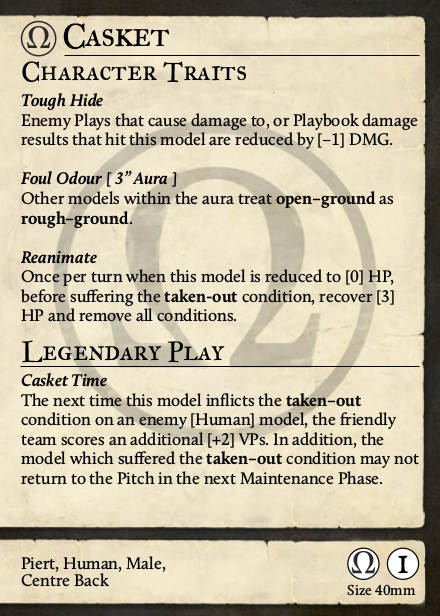 Ω Casket
Character Traits
Tough Hide
Enemy Plays that cause damage to, or Playbook damage
results that hit this model are reduced by [–1] DMG.
Foul Odour [ 3” Aura ]
Other models within the aura treat open–ground as
rough–ground.
Reanimate
Once per turn when this model is reduced to [0] HP,
before suffering the taken-out condition, recover [3]
HP and remove all conditions.
Legendary Play
Casket Time
The next time this model inflicts the taken–out
condition on an enemy [Human] model, the friendly
team scores an additional [+2] VPs. In addition, the
model which suffered the taken–out condition may not
return to the Pitch in the next Maintenance Phase.
Piert, Human, Male,
Centre Back
Ω 1
Size 40mm